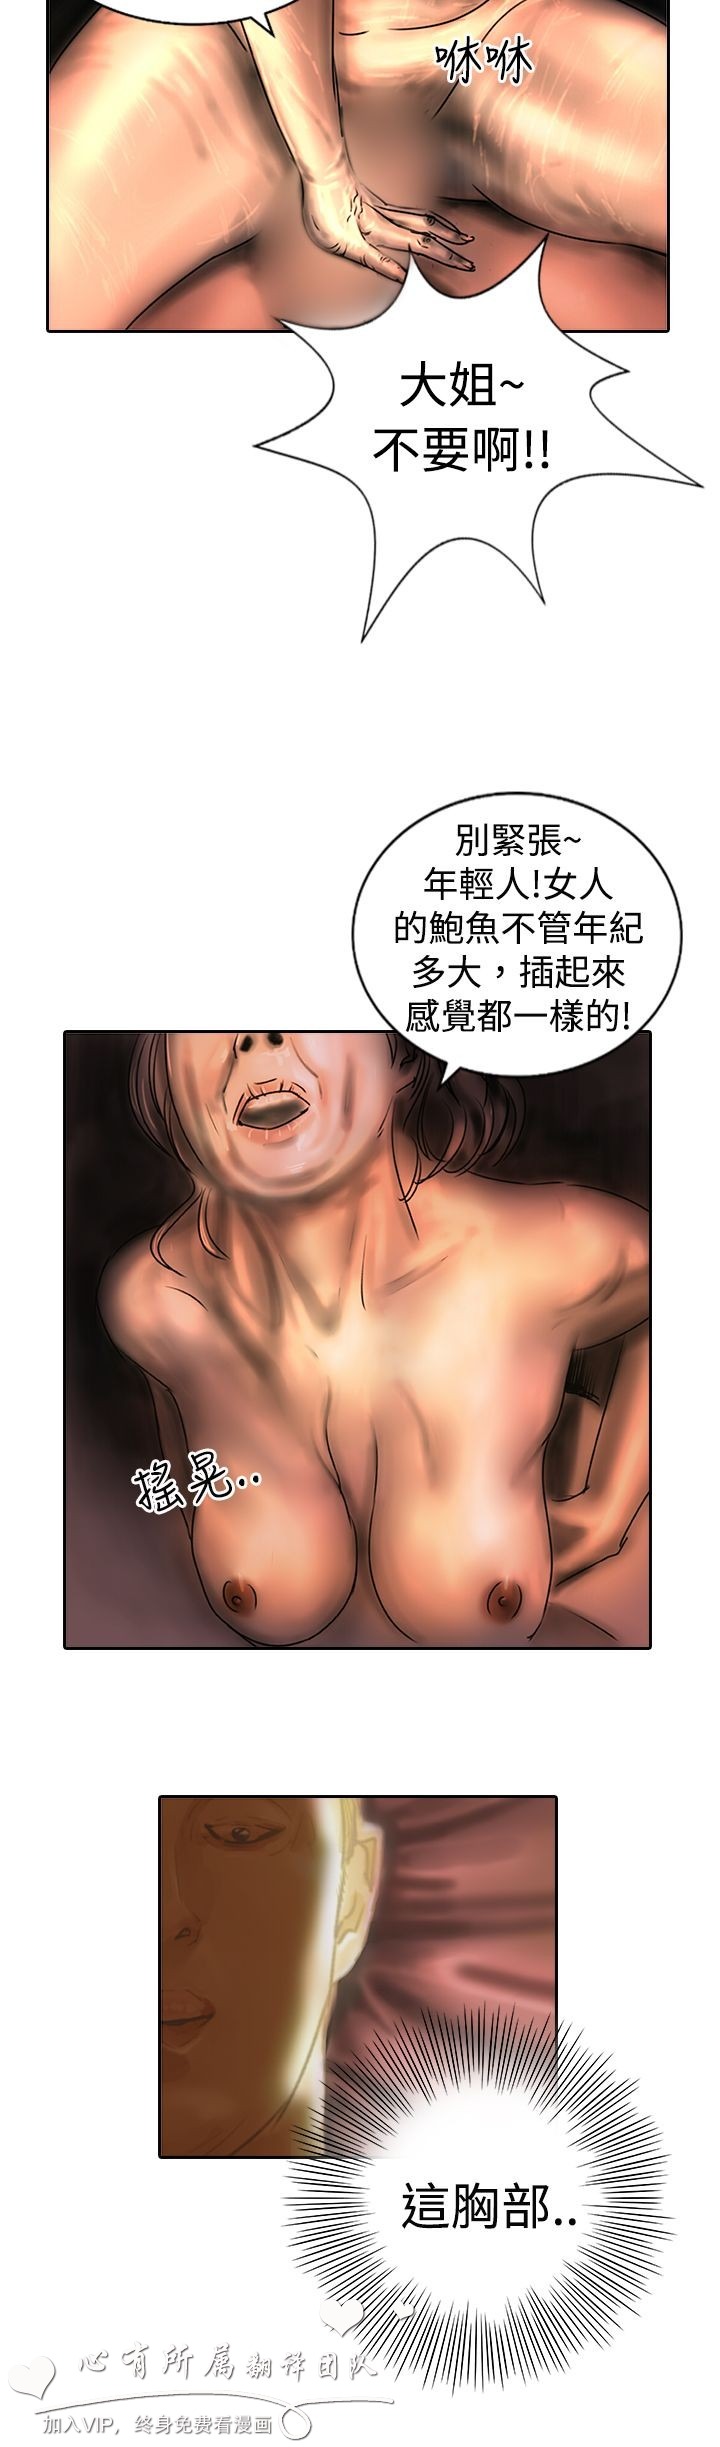 咻咻
大姐~
不要啊!!
別緊張~
年輕人!女人
的鮑魚不管年紀
多大，插起來
感覺都一樣的!
搖晃..
這胸部..
心有所属翻译团队
加入VIP，终身免费看漫画